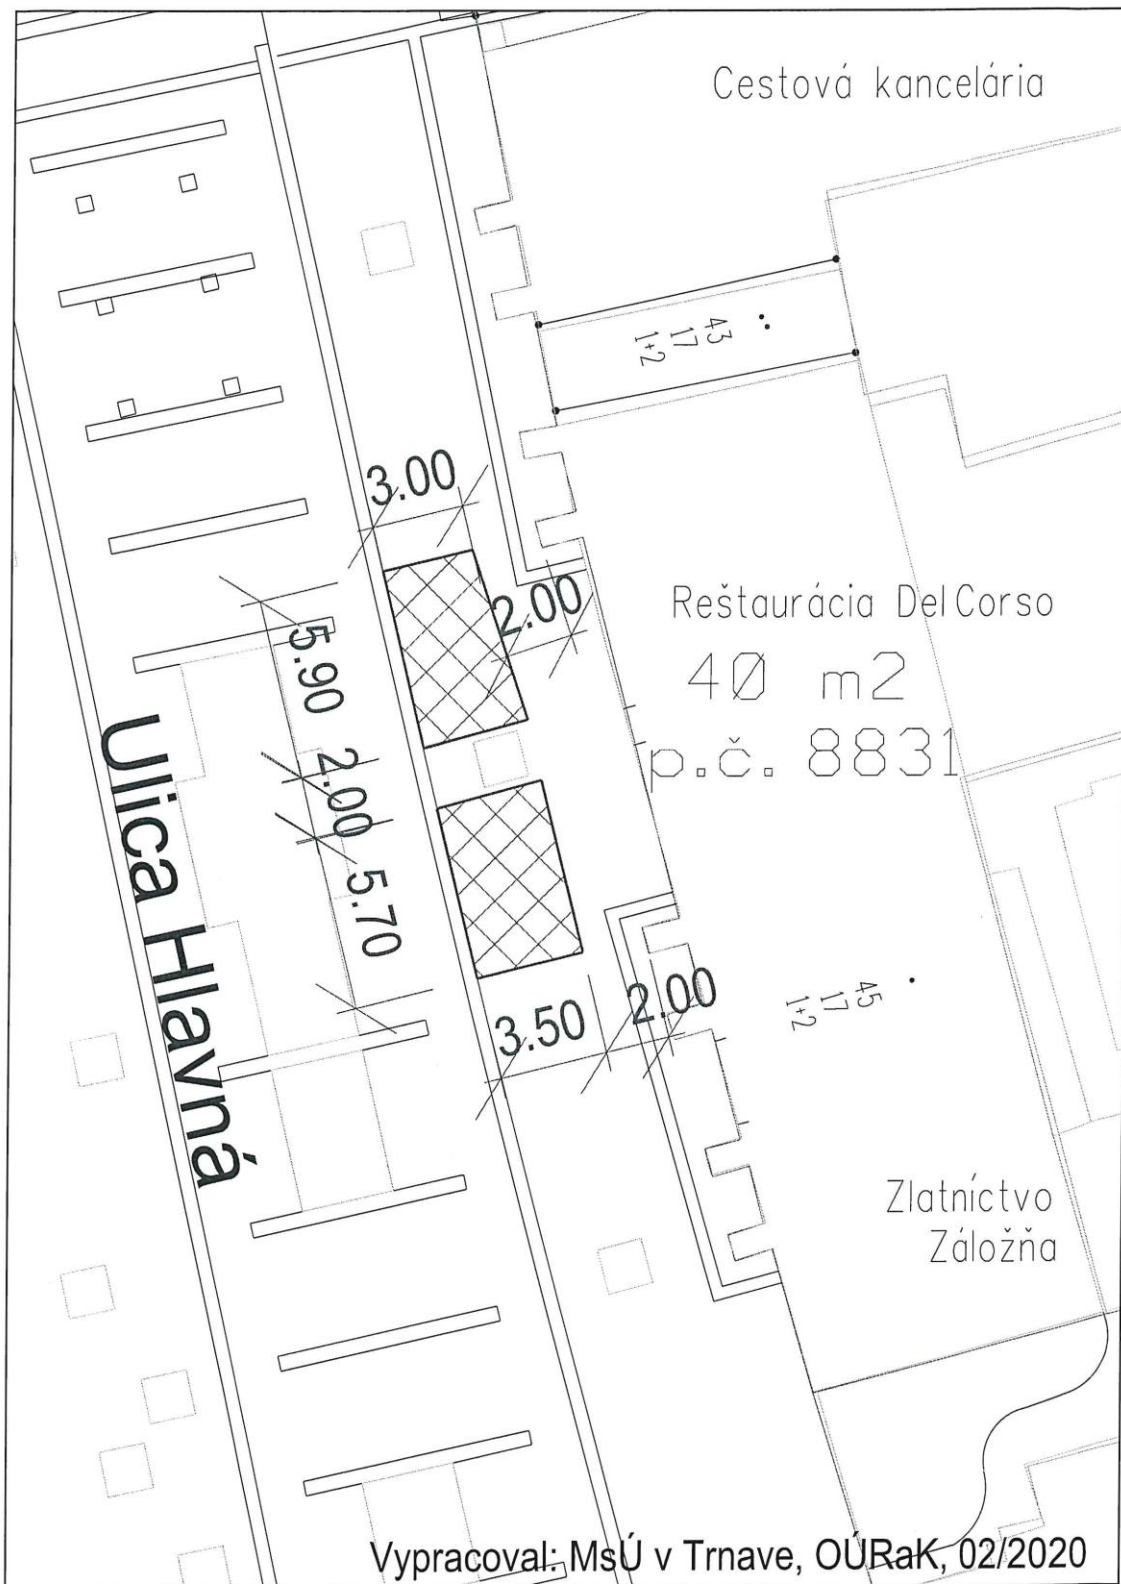 Cestová kancelária
43
17
1+2
3.00
2.00
Reštaurácia Del Corso
40 m2
p.č. 8831
5.90
2.00
5.70
Ulica Hlavná
3.50
2.00
45
17
1+2
Zlatníctvo
Záložňa
Vypracoval: MsÚ v Trnave, OÚRaK, 02/2020